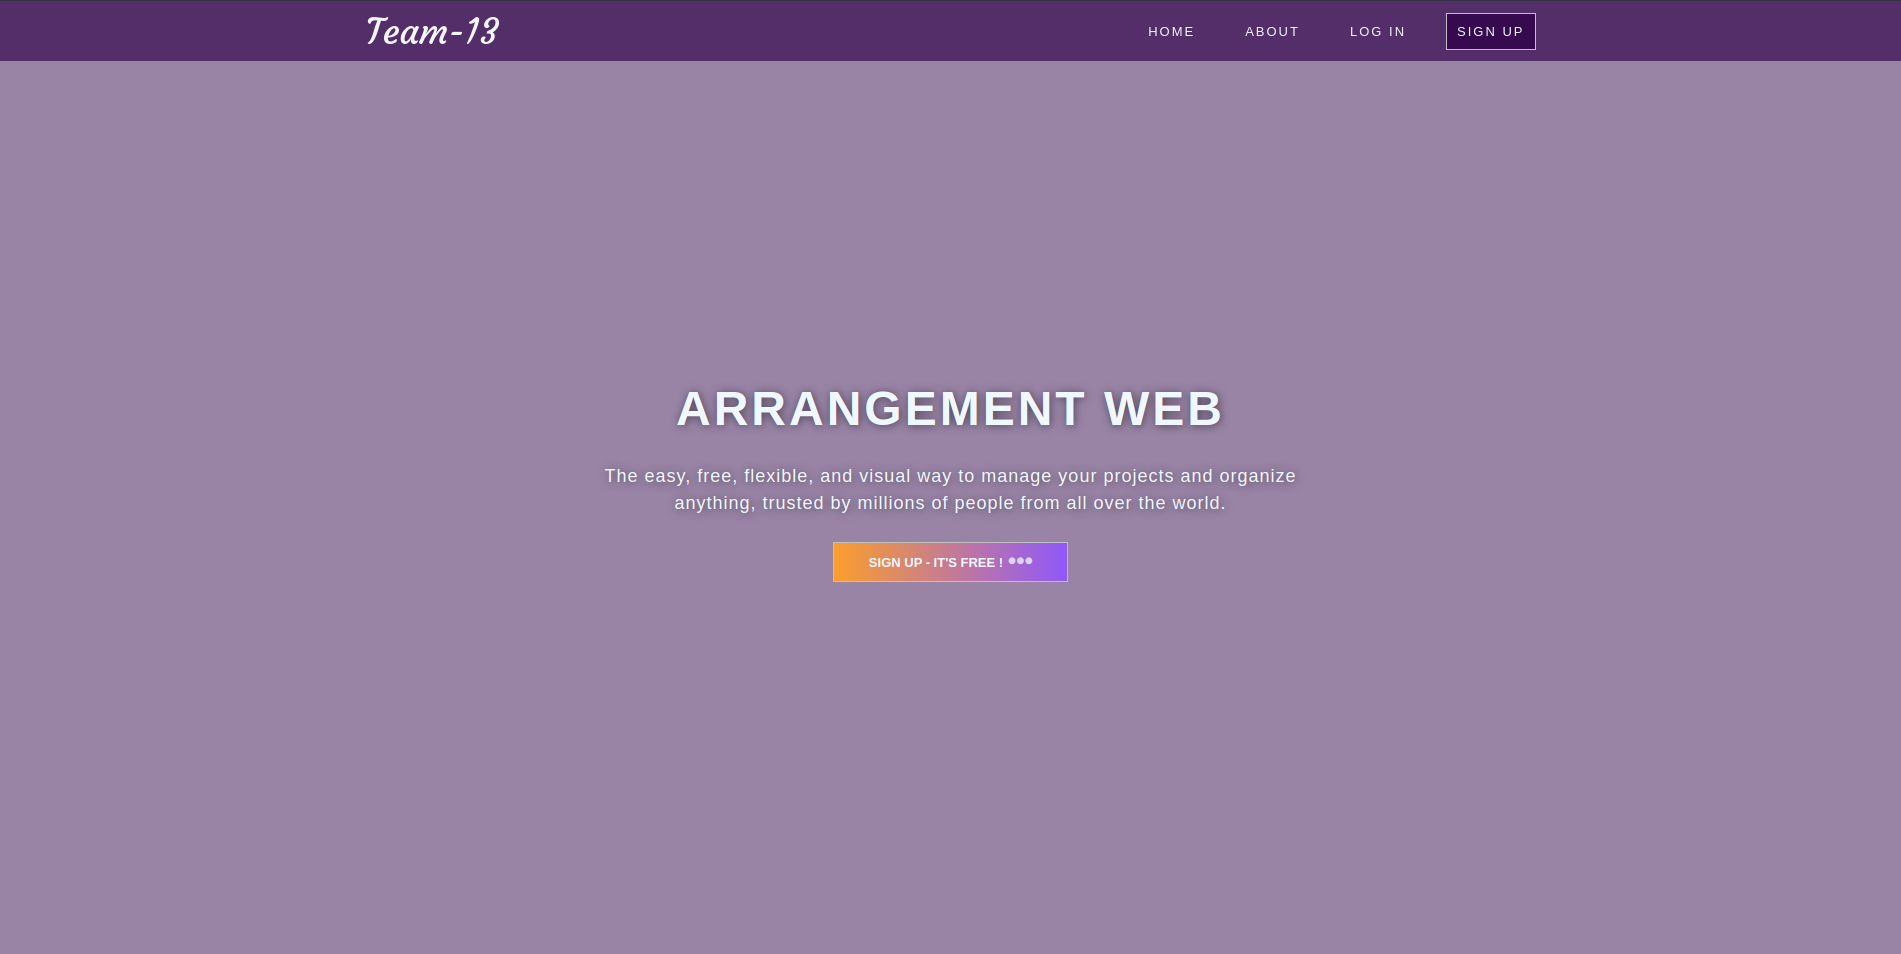 Team-13
HOME ABOUT LOG IN SIGN UP
ARRANGEMENT WEB
The easy, free, flexible, and visual way to manage your projects and organize
anything, trusted by millions of people from all over the world.
SIGN UP - IT'S FREE !